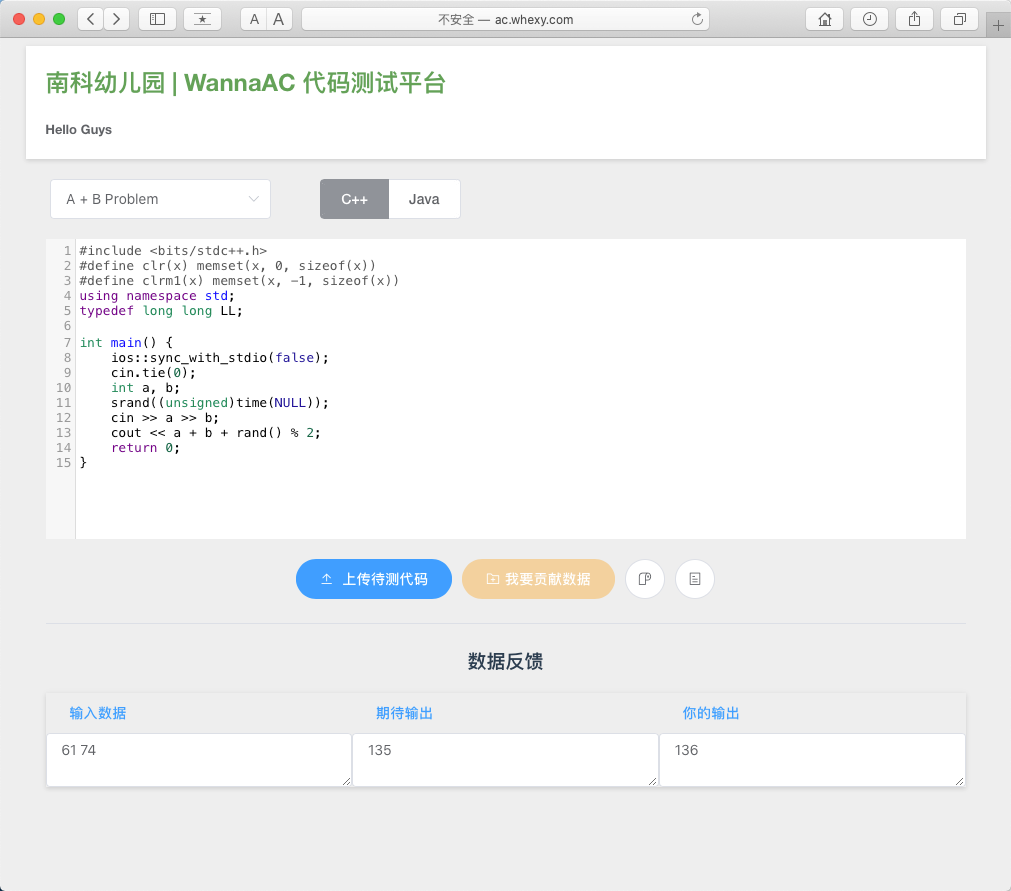 A A 不安全 — ac.whexy.com
南科幼儿园 | WannaAC 代码测试平台
Hello Guys
A + B Problem C++ Java
1 #include <bits/stdc++.h>
2 #define clr(x) memset(x, 0, sizeof(x))
3 #define clrm1(x) memset(x, -1, sizeof(x))
4 using namespace std;
5 typedef long long LL;
6
7 int main() {
8 ios::sync_with_stdio(false);
9 cin.tie(0);
10 int a, b;
11 srand((unsigned)time(NULL));
12 cin >> a >> b;
13 cout << a + b + rand() % 2;
14 return 0;
15 }
上传待测代码 我要贡献数据
数据反馈
输入数据 期待输出 你的输出
61 74 135 136